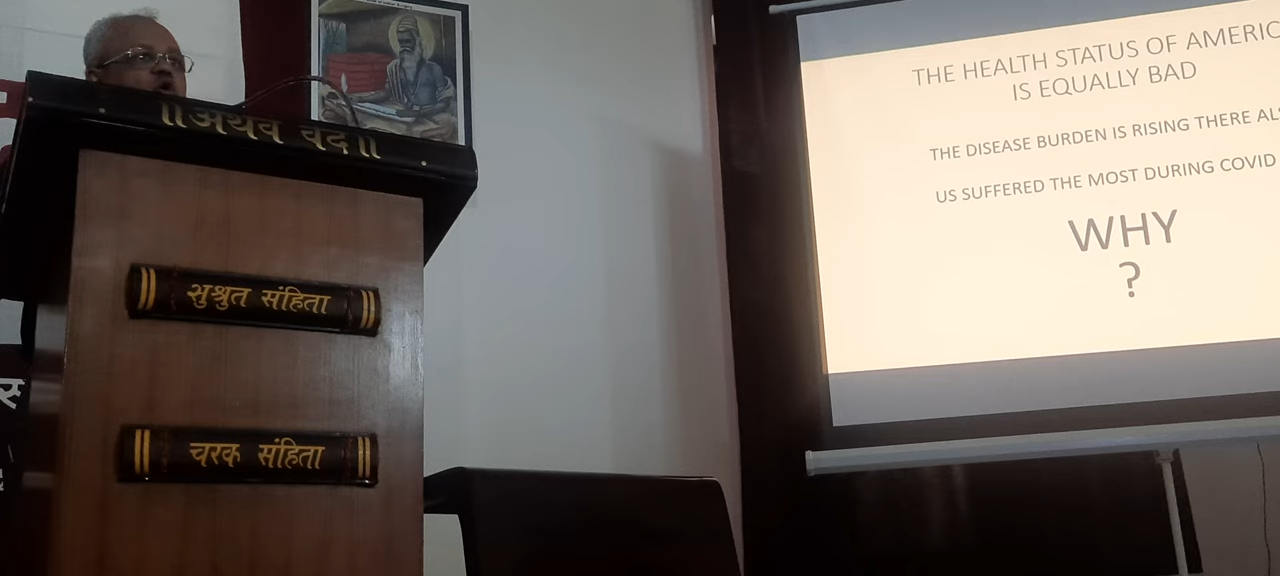 ॥अथर्व वेद॥
सुश्रुत संहिता
चरक संहिता
THE HEALTH STATUS OF AMERIC
IS EQUALLY BAD
THE DISEASE BURDEN IS RISING THERE ALS
US SUFFERED THE MOST DURING COVID
WHY
?